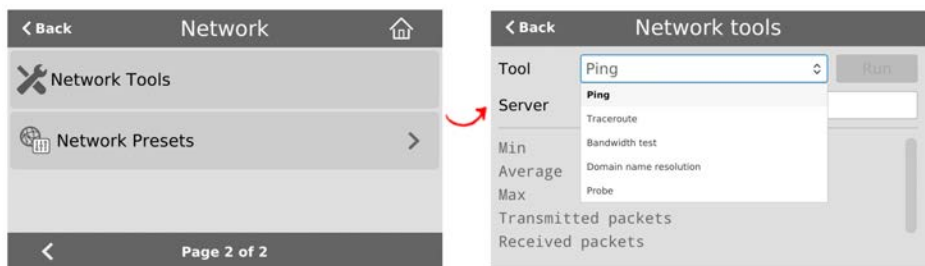 Back
Network
Network Tools
Network Presets
Page 2 of 2
Back
Network tools
Tool
Ping
Run
Server
Ping
Traceroute
Bandwidth test
Domain name resolution
Probe
Min
Average
Max
Transmitted packets
Received packets